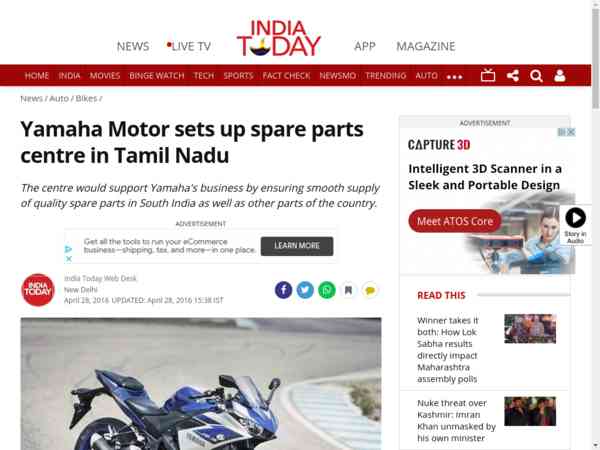 INDIA
TODAY
NEWS
LIVE TV
APP
MAGAZINE
HOME
INDIA
MOVIES
BINGE WATCH
TECH
SPORTS
FACT CHECK
NEWSMO
TRENDING
AUTO
News / Auto / Bikes /
Yamaha Motor sets up spare parts
centre in Tamil Nadu
The centre would support Yamaha's business by ensuring smooth supply
of quality spare parts in South India as well as other parts of the country.
ADVERTISEMENT
Get all the tools to run your eCommerce
business—shipping, tax, and more—in one place.
LEARN MORE
INDIA
TODAY
India Today Web Desk
New Delhi
April 28, 2016 UPDATED: April 28, 2016 15:38 IST
YAMAHA
ADVERTISEMENT
CAPTURE 3D
Intelligent 3D Scanner in a
Sleek and Portable Design
Meet ATOS Core
Story in
Audio
READ THIS
Winner takes it
both: How Lok
Sabha results
directly impact
Maharashtra
assembly polls
Nuke threat over
Kashmir: Imran
Khan unmasked by
his own minister